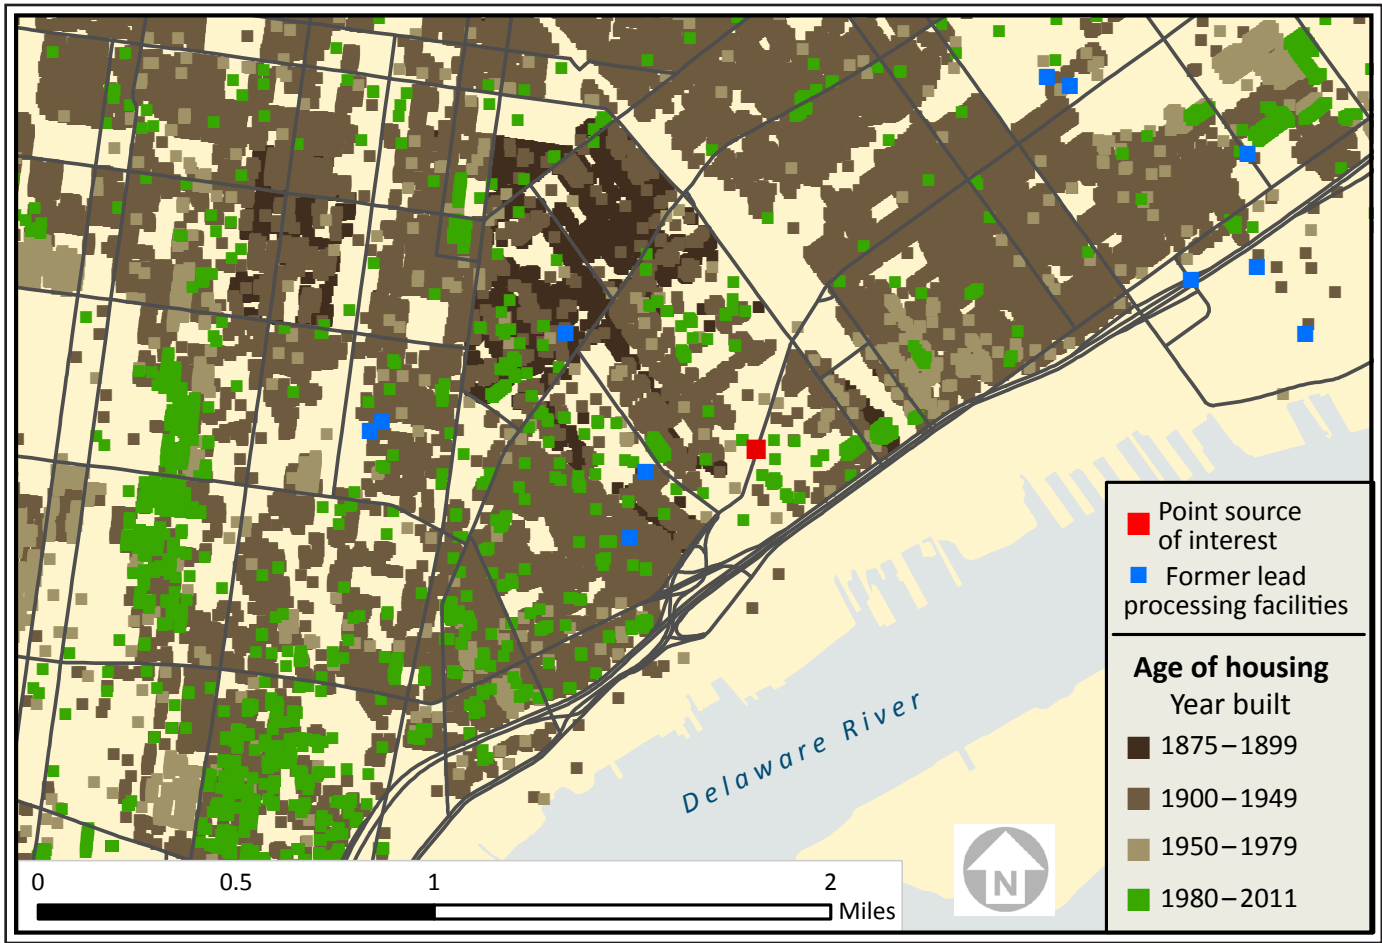 Delaware River
Point source
of interest
Former lead
processing facilities
Age of housing
Year built
1875–1899
1900–1949
1950–1979
1980–2011
0 0.5 1 2
Miles
N